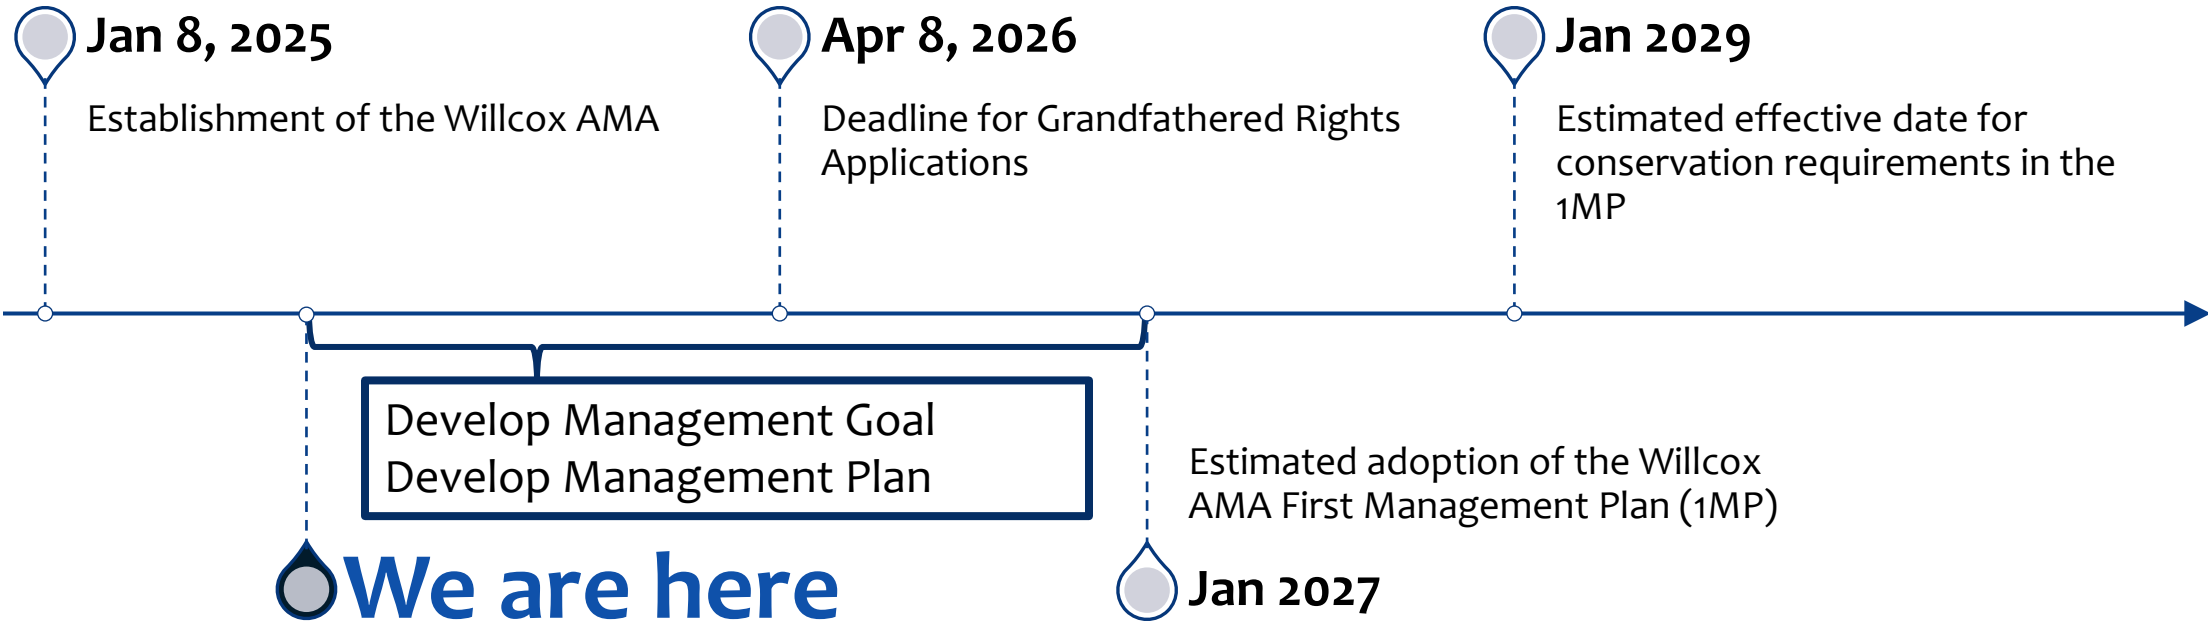 Jan 8, 2025
Establishment of the Willcox AMA
Apr 8, 2026
Deadline for Grandfathered Rights
Applications
Jan 2029
Estimated effective date for
conservation requirements in the
1MP
Develop Management Goal
Develop Management Plan
We are here
Estimated adoption of the Willcox
AMA First Management Plan (1MP)
Jan 2027